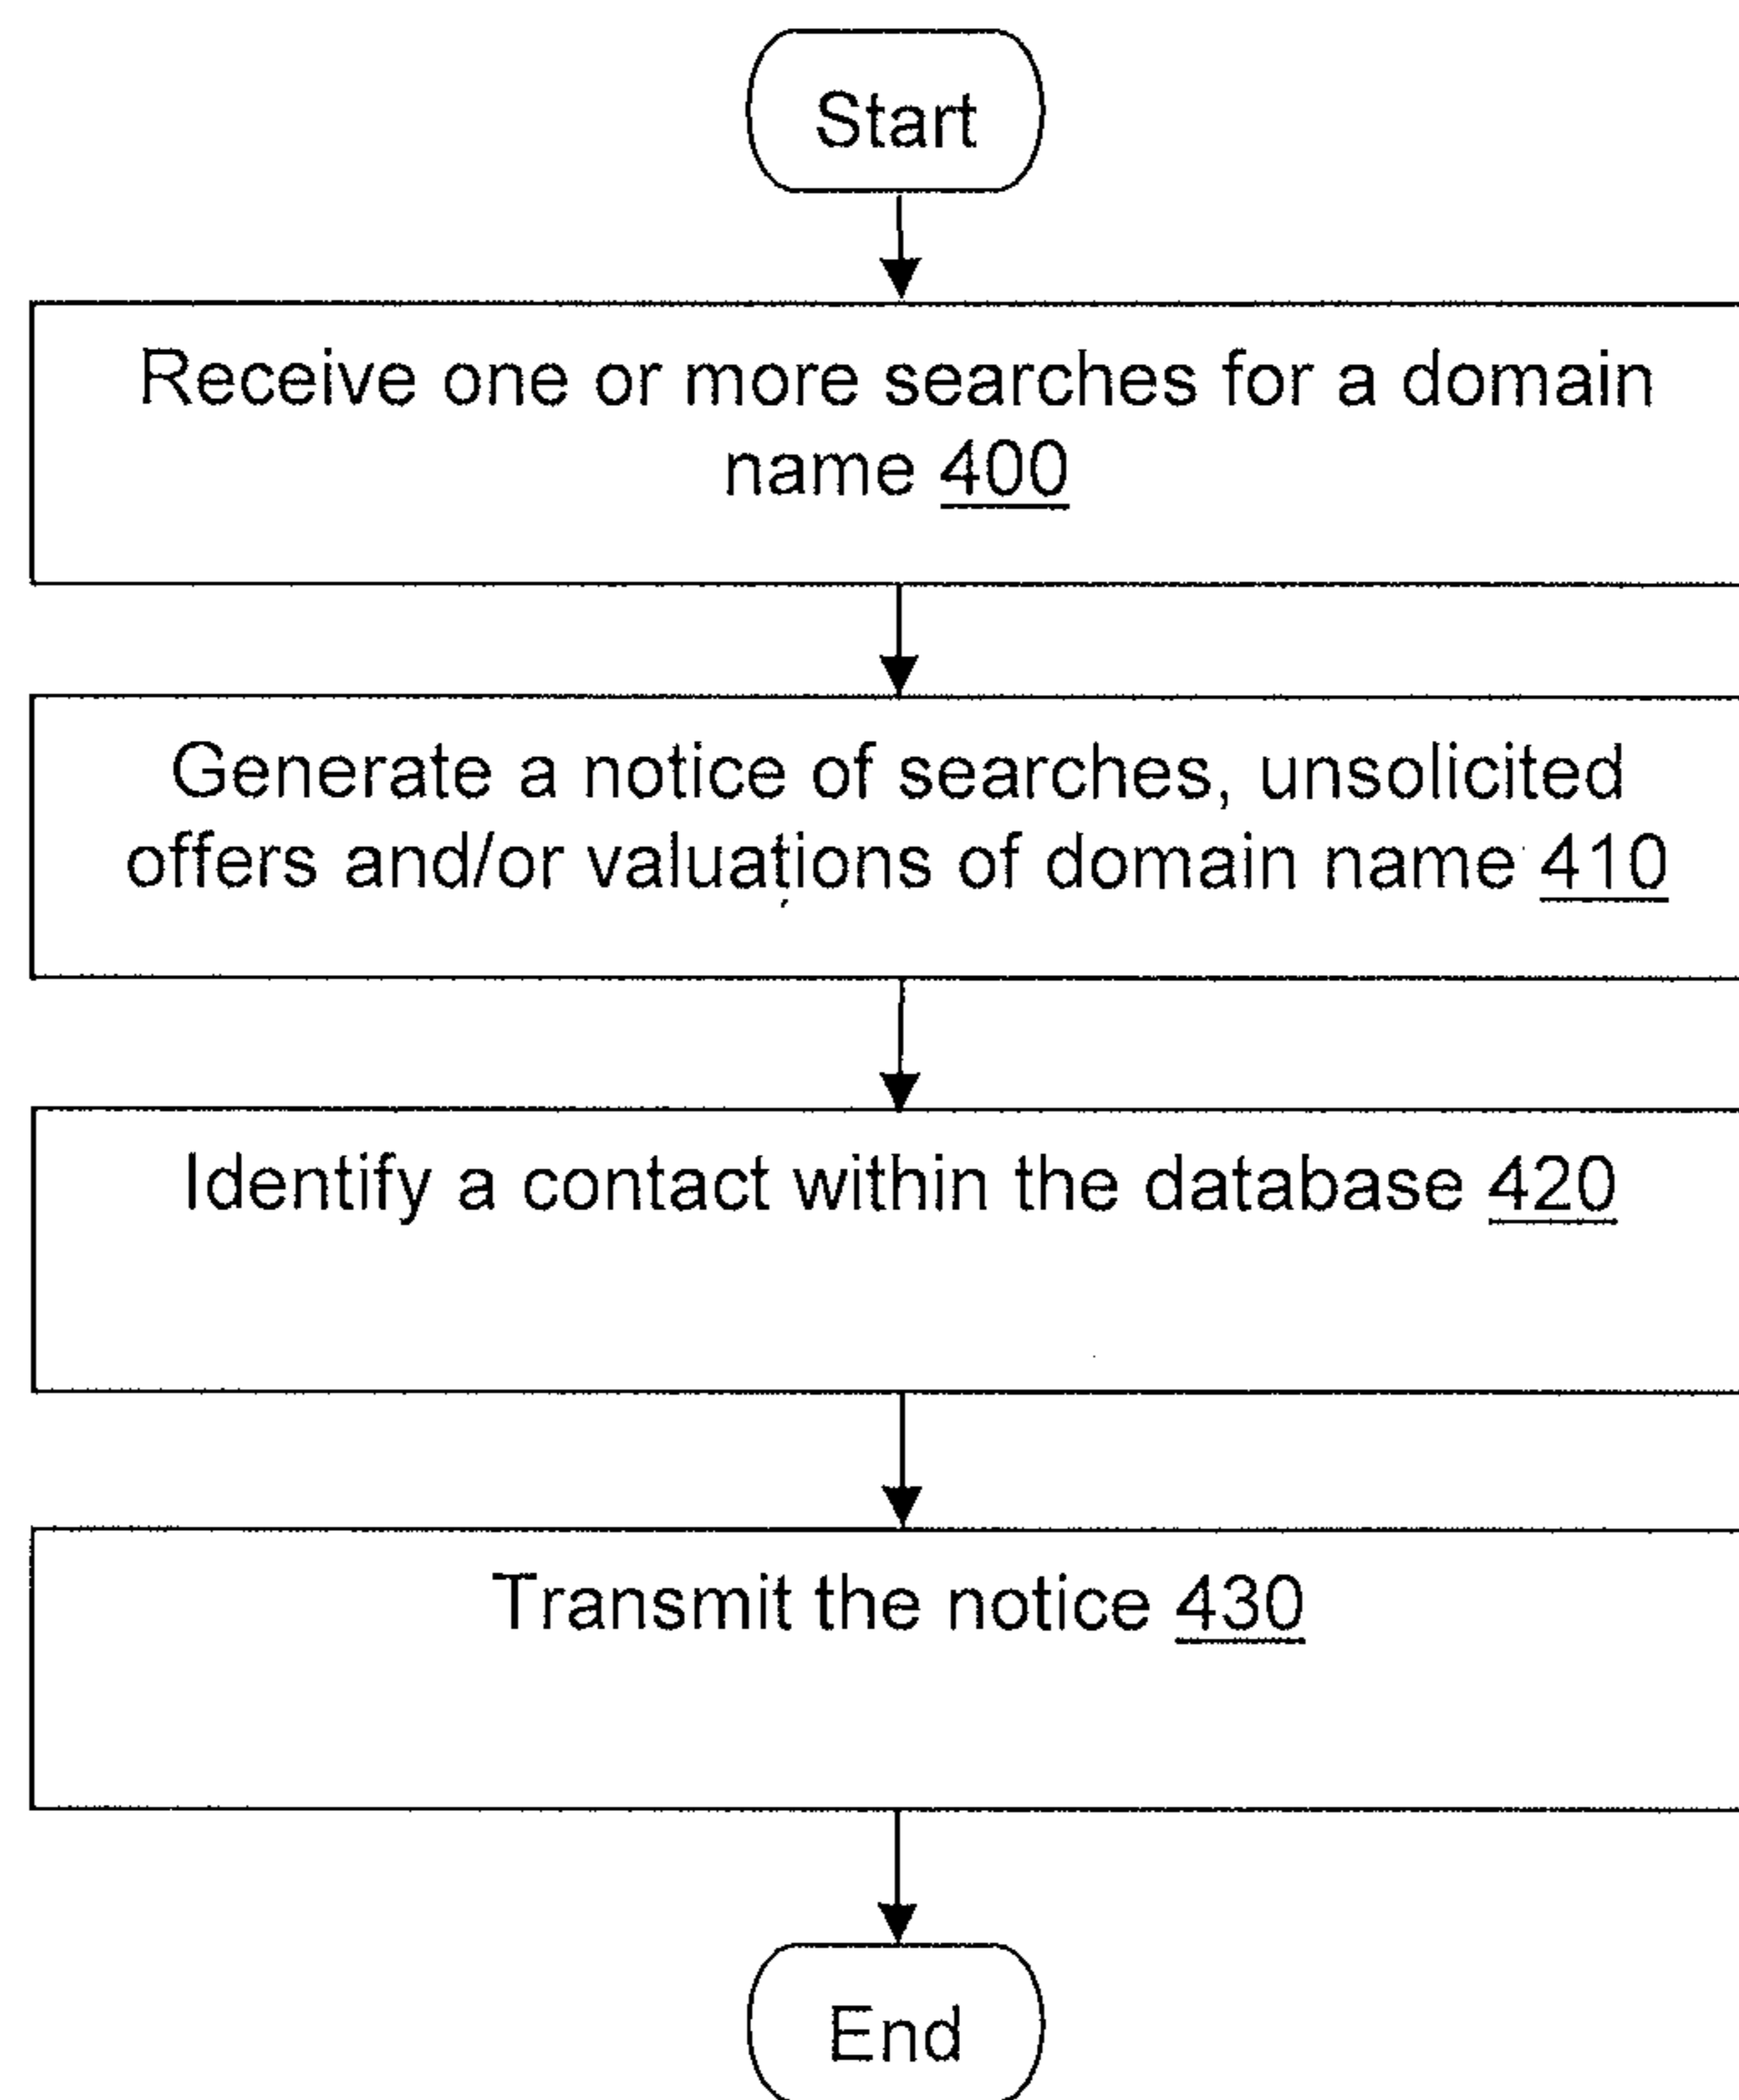 Start
Receive one or more searches for a domain
name 400
Generate a notice of searches, unsolicited
offers and/or valuations of domain name 410
Identify a contact within the database 420
Transmit the notice 430
End